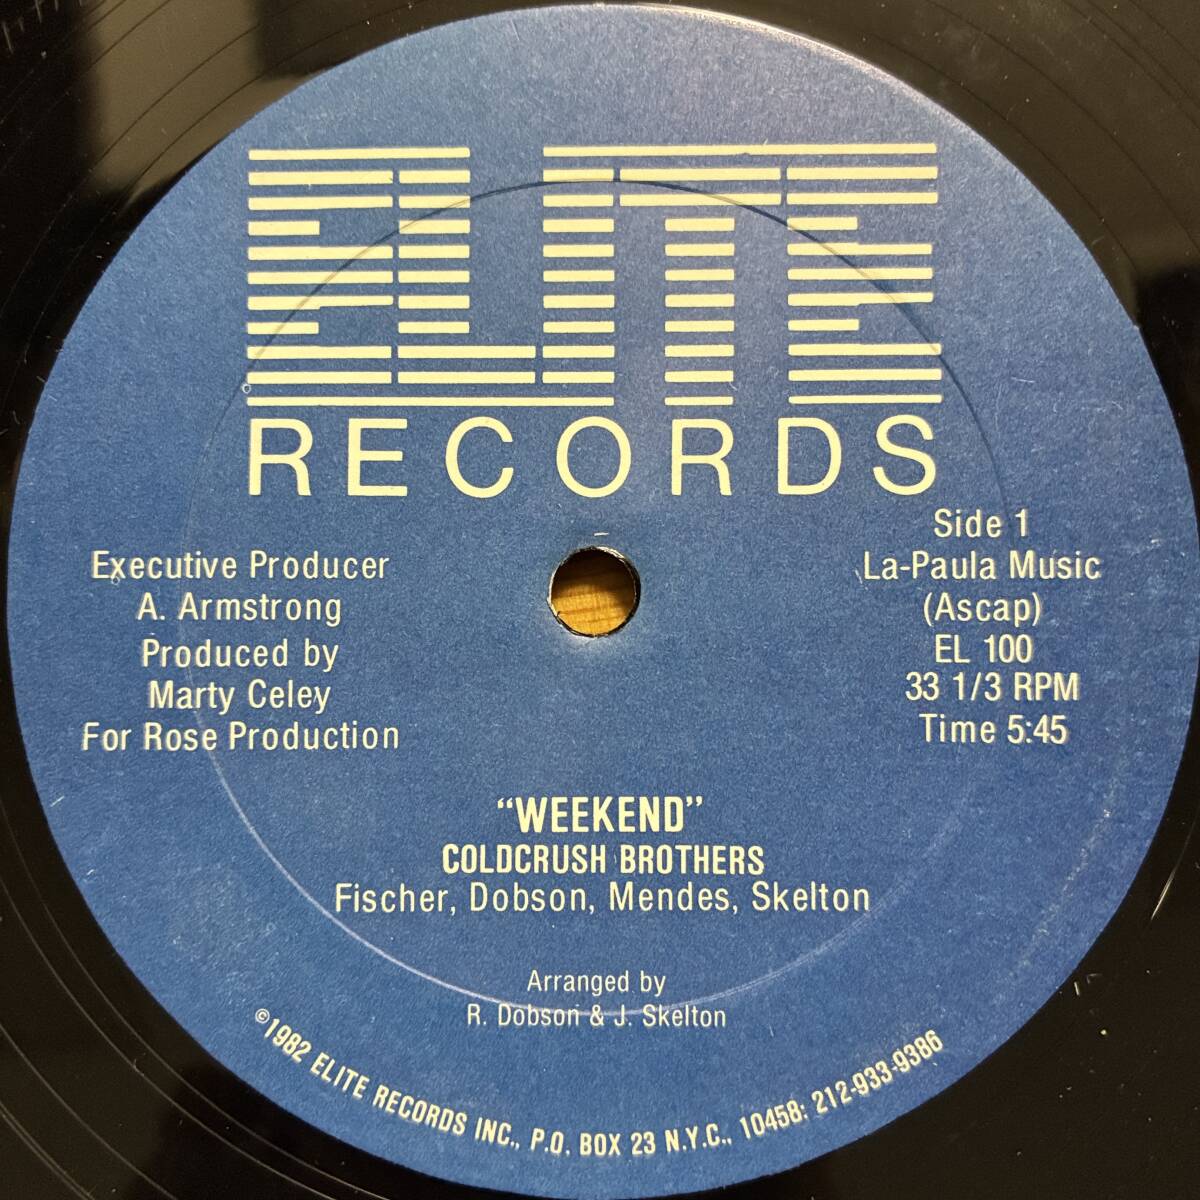 ELITE
RECORDS
Executive Producer
A. Armstrong
Produced by
Marty Celey
For Rose Production
Side 1
La-Paula Music
(Ascap)
EL 100
33 1/3 RPM
Time 5:45
“WEEKEND”
COLDCRUSH BROTHERS
Fischer, Dobson, Mendes, Skelton
Arranged by
R. Dobson & J. Skelton
©1982 ELITE RECORDS INC., P.O. BOX 23 N.Y.C., 10458: 212-933-9386